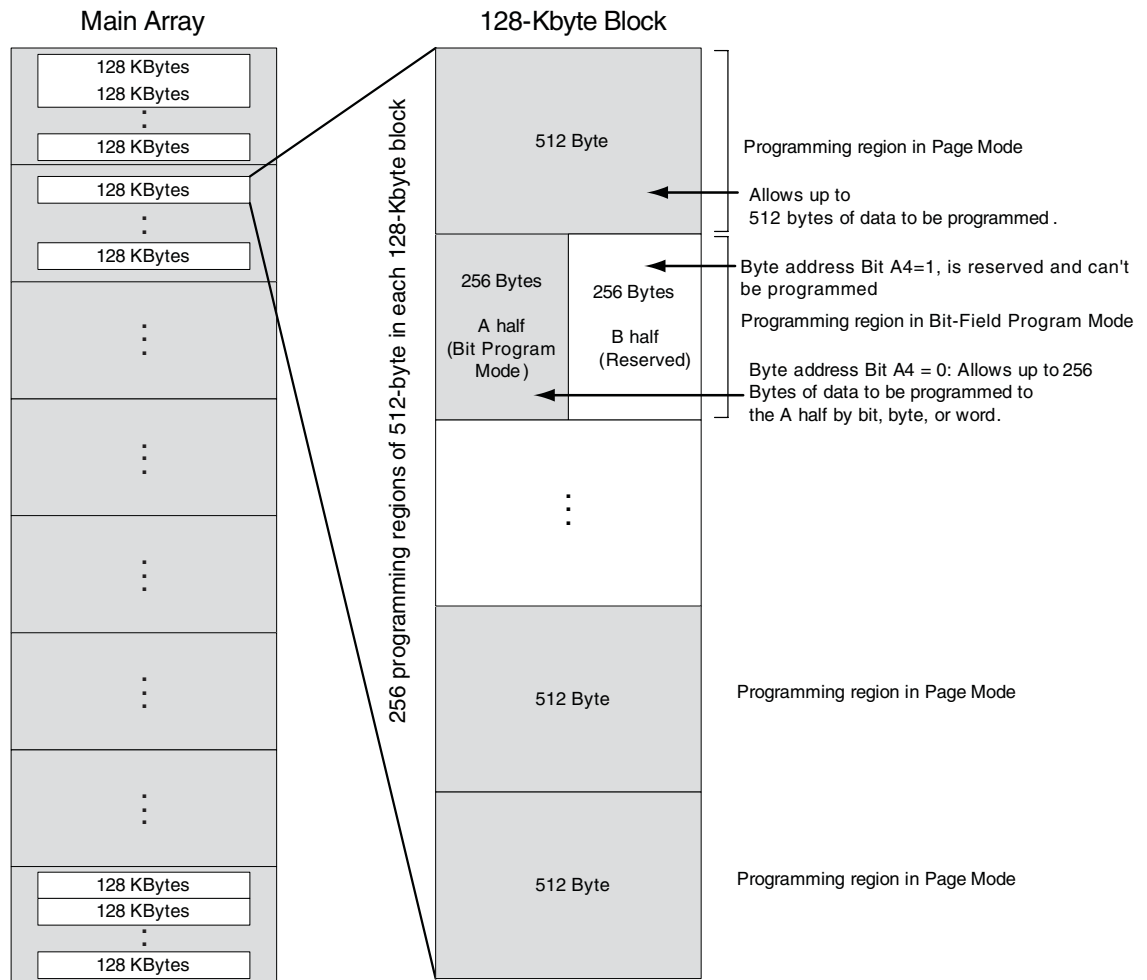 Main Array
128-Kbyte Block
128 KBytes
128 KBytes
128 KBytes
128 KBytes
128 KBytes
128 KBytes
128 KBytes
128 KBytes
256 programming regions of 512-byte in each 128-Kbyte block
512 Byte
Programming region in Page Mode
Allows up to
512 bytes of data to be programmed.
256 Bytes
A half
(Bit Program
Mode)
256 Bytes
B half
(Reserved)
Byte address Bit A4=1, is reserved and can't
be programmed
Programming region in Bit-Field Program Mode
Byte address Bit A4 = 0: Allows up to 256
Bytes of data to be programmed to
the A half by bit, byte, or word.
512 Byte
Programming region in Page Mode
512 Byte
Programming region in Page Mode